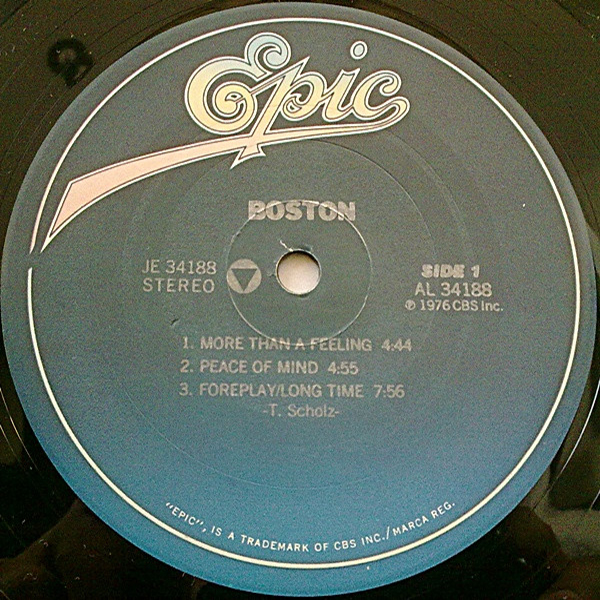 Epic
BOSTON
JE 34188
STEREO
SIDE 1
AL 34188
℗ 1976 CBS Inc.
1. MORE THAN A FEELING 4:44
2. PEACE OF MIND 4:55
3. FOREPLAY/LONG TIME 7:56
-T. Scholz-
"EPIC", IS A TRADEMARK OF CBS INC./MARCA REG.